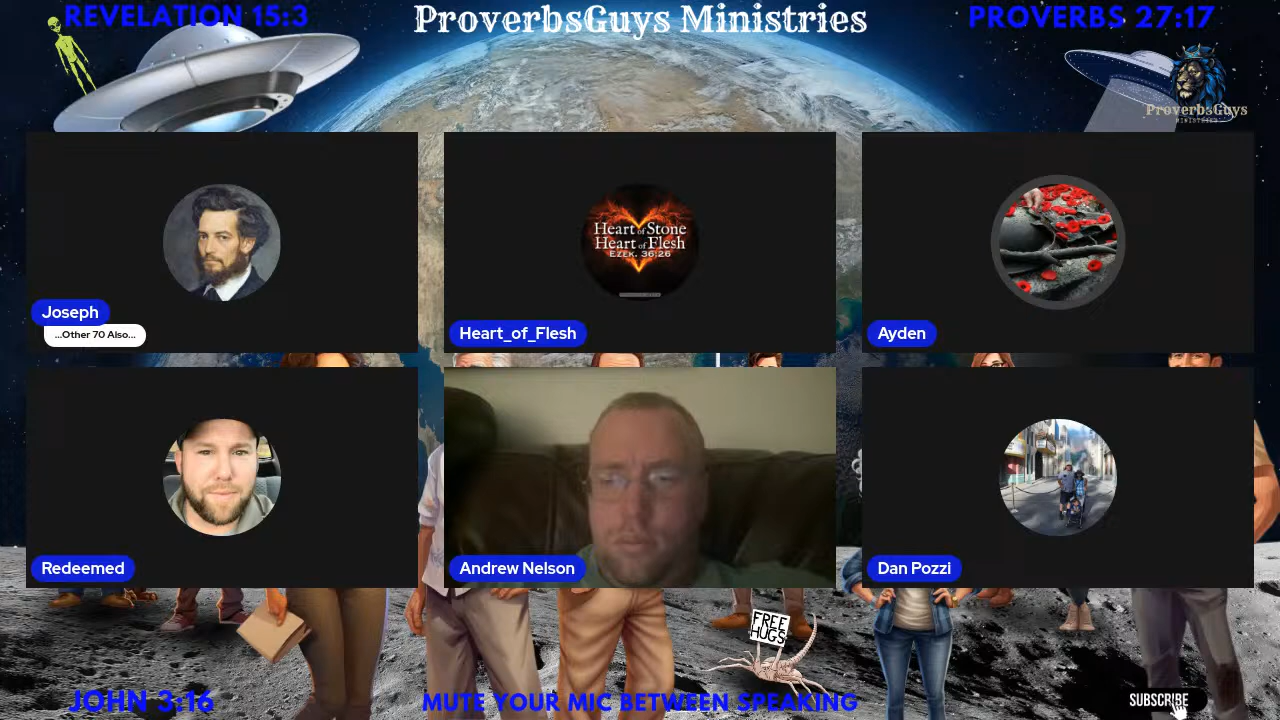 REVELATION 15:3
ProverbsGuys Ministries
PROVERBS 27:17
ProverbsGuys
MINISTRIES
Joseph
...Other 70 Also...
Heart of Stone
Heart of Flesh
EZEK. 36:26
Heart_of_Flesh
Ayden
Redeemed
Andrew Nelson
Dan Pozzi
FREE
HUGS
JOHN 3:16
MUTE YOUR MIC BETWEEN SPEAKING
SUBSCRIBE